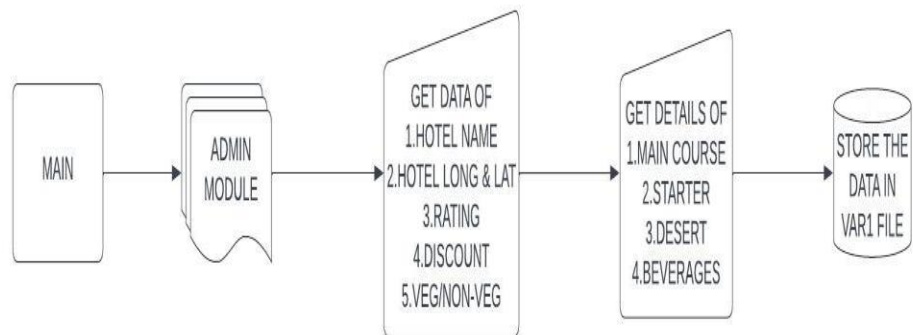 MAIN
ADMIN
MODULE
GET DATA OF
1.HOTEL NAME
2.HOTEL LONG & LAT
3.RATING
4.DISCOUNT
5.VEG/NON-VEG
GET DETAILS OF
1.MAIN COURSE
2.STARTER
3.DESERT
4.BEVERAGES
STORE THE
DATA IN
VAR1 FILE